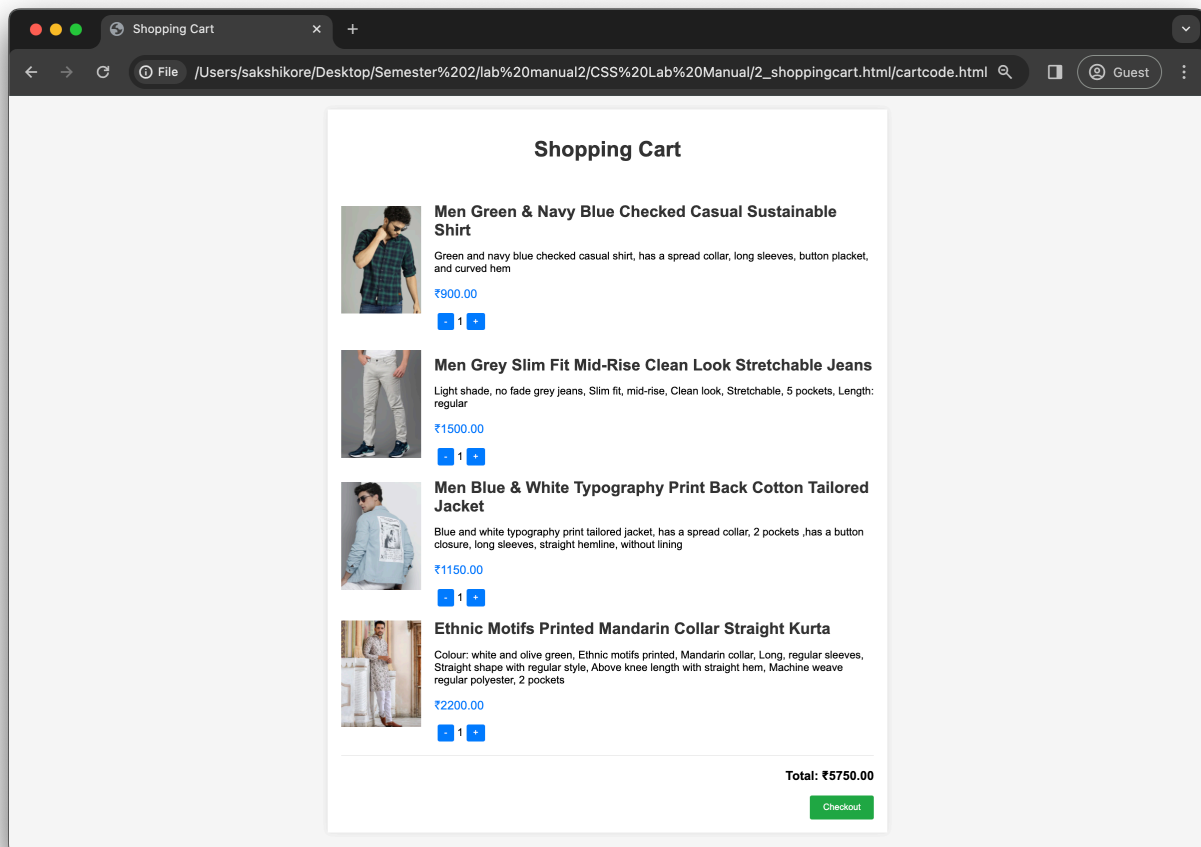 Shopping Cart
File
/Users/sakshikore/Desktop/Semester%202/lab%20manual2/CSS%20Lab%20Manual/2_shoppingcart.html/cartcode.html
Guest
Shopping Cart
Men Green & Navy Blue Checked Casual Sustainable
Shirt
Green and navy blue checked casual shirt, has a spread collar, long sleeves, button placket,
and curved hem
₹900.00
- 1 +
Men Grey Slim Fit Mid-Rise Clean Look Stretchable Jeans
Light shade, no fade grey jeans, Slim fit, mid-rise, Clean look, Stretchable, 5 pockets, Length:
regular
₹1500.00
- 1 +
Men Blue & White Typography Print Back Cotton Tailored
Jacket
Blue and white typography print tailored jacket, has a spread collar, 2 pockets ,has a button
closure, long sleeves, straight hemline, without lining
₹1150.00
- 1 +
Ethnic Motifs Printed Mandarin Collar Straight Kurta
Colour: white and olive green, Ethnic motifs printed, Mandarin collar, Long, regular sleeves,
Straight shape with regular style, Above knee length with straight hem, Machine weave
regular polyester, 2 pockets
₹2200.00
- 1 +
Total: ₹5750.00
Checkout